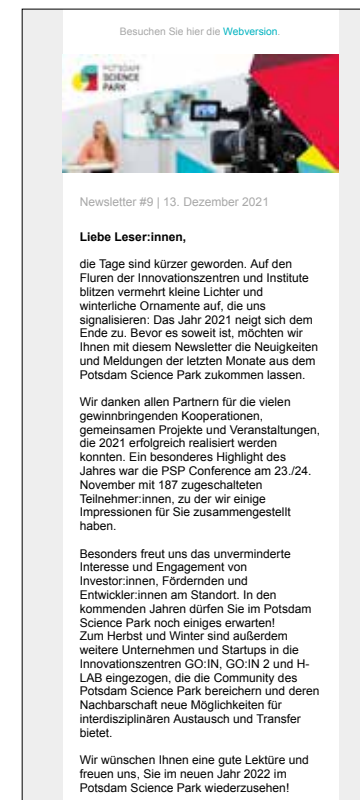 Besuchen Sie hier die Webversion.
POTSDAM
SCIENCE
PARK
Newsletter #9 | 13. Dezember 2021
Liebe Leser:innen,
die Tage sind kürzer geworden. Auf den
Fluren der Innovationszentren und Institute
blitzen vermehrt kleine Lichter und
winterliche Ornamente auf, die uns
signalisieren: Das Jahr 2021 neigt sich dem
Ende zu. Bevor es soweit ist, möchten wir
Ihnen mit diesem Newsletter die Neuigkeiten
und Meldungen der letzten Monate aus dem
Potsdam Science Park zukommen lassen.
Wir danken allen Partnern für die vielen
gewinnbringenden Kooperationen,
gemeinsamen Projekte und Veranstaltungen,
die 2021 erfolgreich realisiert werden
konnten. Ein besonderes Highlight des
Jahres war die PSP Conference am 23./24.
November mit 187 zugeschalteten
Teilnehmer:innen, zu der wir einige
Impressionen für Sie zusammengestellt
haben.
Besonders freut uns das unverminderte
Interesse und Engagement von
Investor:innen, Fördernden und
Entwickler:innen am Standort. In den
kommenden Jahren dürfen Sie im Potsdam
Science Park noch einiges erwarten!
Zum Herbst und Winter sind außerdem
weitere Unternehmen und Startups in die
Innovationszentren GO:IN, GO:IN 2 und H-
LAB eingezogen, die die Community des
Potsdam Science Park bereichern und deren
Nachbarschaft neue Möglichkeiten für
interdisziplinären Austausch und Transfer
bietet.
Wir wünschen Ihnen eine gute Lektüre und
freuen uns, Sie im neuen Jahr 2022 im
Potsdam Science Park wiederzusehen!